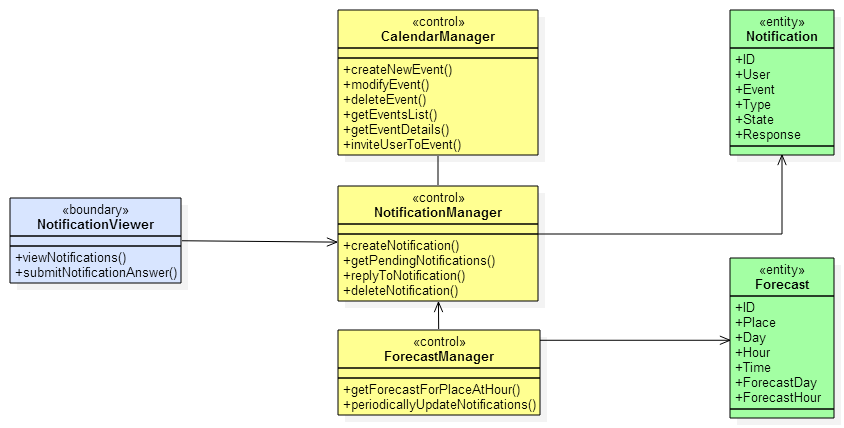 «control»
CalendarManager
+createNewEvent()
+modifyEvent()
+deleteEvent()
+getEventsList()
+getEventDetails()
+inviteUserToEvent()
«entity»
Notification
+ID
+User
+Event
+Type
+State
+Response
«boundary»
NotificationViewer
+viewNotifications()
+submitNotificationAnswer()
«control»
NotificationManager
+createNotification()
+getPendingNotifications()
+replyToNotification()
+deleteNotification()
«entity»
Forecast
+ID
+Place
+Day
+Hour
+Time
+ForecastDay
+ForecastHour
«control»
ForecastManager
+getForecastForPlaceAtHour()
+periodicallyUpdateNotifications()